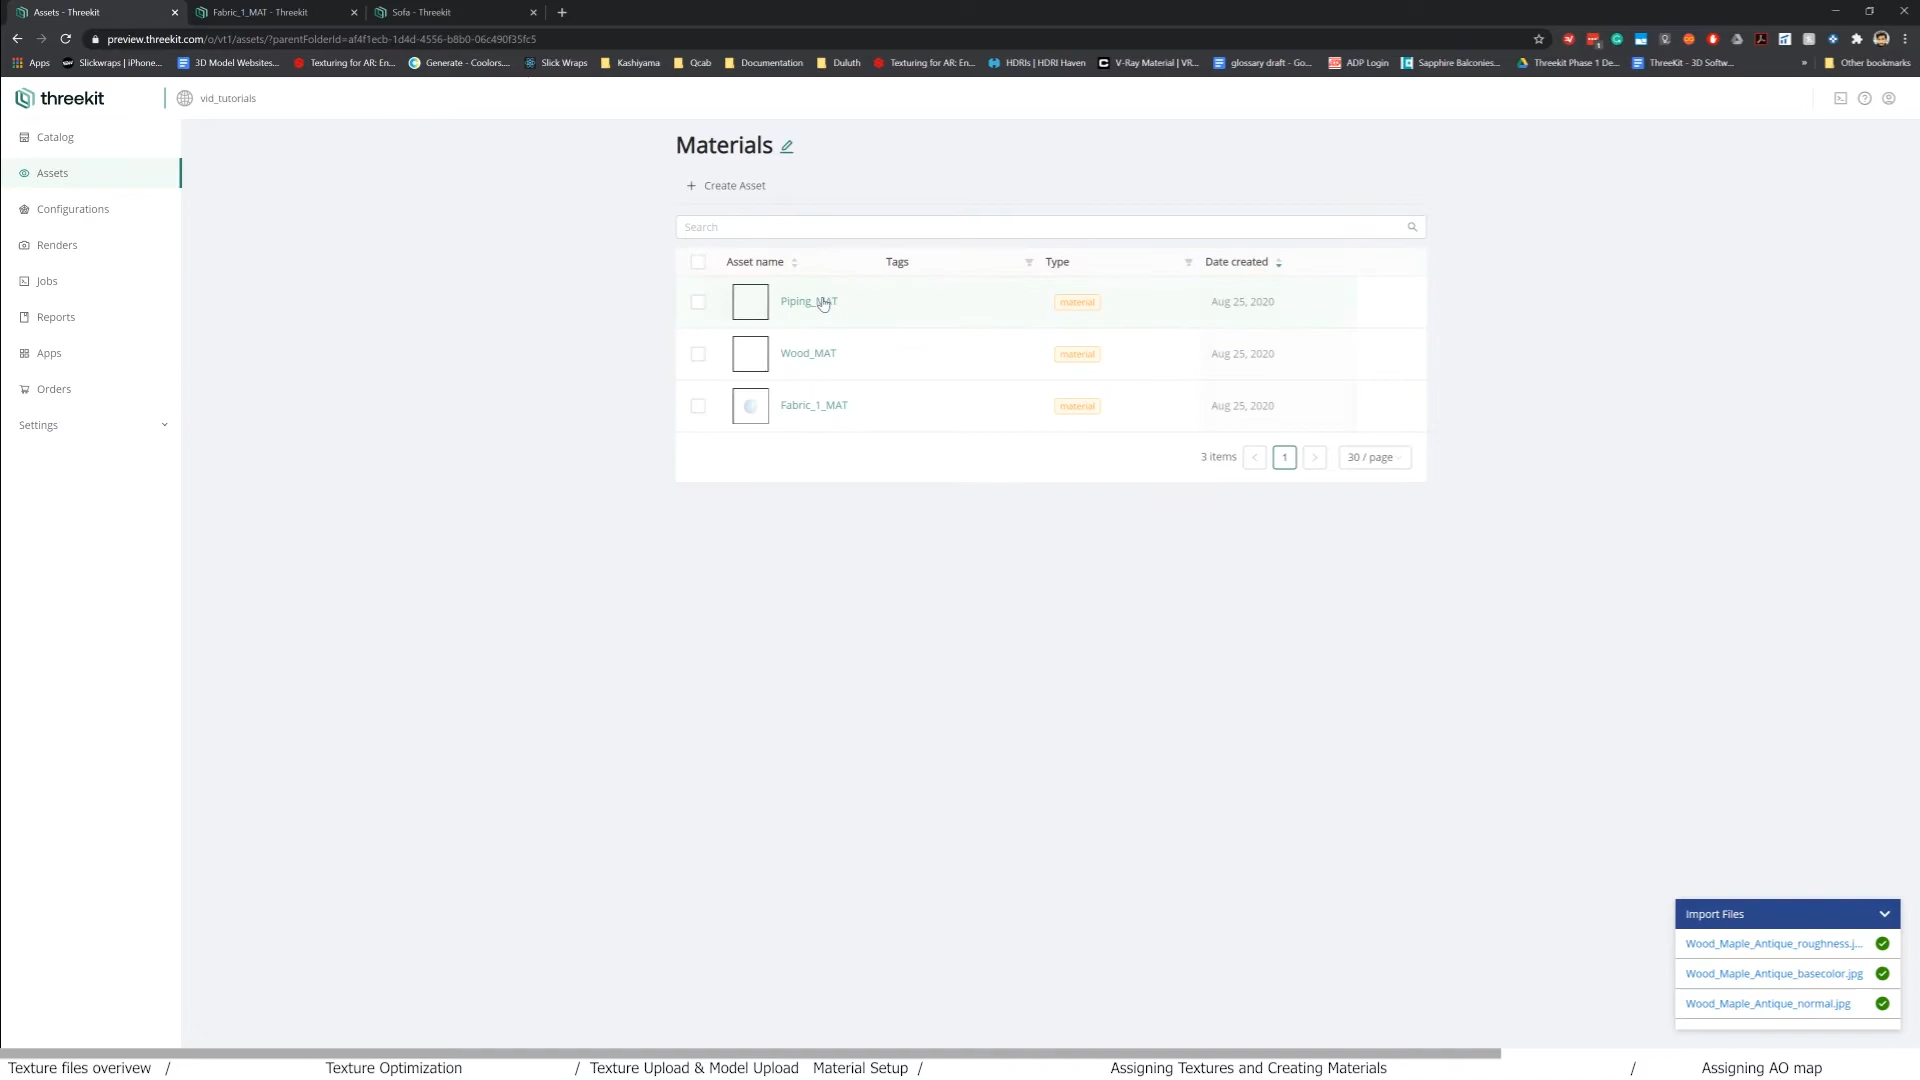 Assets - Threekit
Fabric_1_MAT - Threekit
Sofa - Threekit
preview.threekit.com/o/vt1/assets/?parentFolderId=af4f1ecb-1d4d-4556-b8b0-06c490f35fc5
Apps
Slickwraps | iPhone...
3D Model Websites...
Texturing for AR: En...
Generate - Coolors....
Slick Wraps
Kashiyama
Qcab
Documentation
Duluth
Texturing for AR: En...
HDRIs | HDRI Haven
V-Ray Material | VR...
glossary draft - Go...
ADP Login
Sapphire Balconies...
Threekit Phase 1 De...
ThreeKit - 3D Softw...
»
Other bookmarks
threekit
vid_tutorials
Catalog
Assets
Configurations
Renders
Jobs
Reports
Apps
Orders
Settings
Materials
+ Create Asset
Search
Asset name Tags Type Date created
Piping_MAT material Aug 25, 2020
Wood_MAT material Aug 25, 2020
Fabric_1_MAT material Aug 25, 2020
3 items < 1 > 30 / page
Import Files
Wood_Maple_Antique_roughness.j...
Wood_Maple_Antique_basecolor.jpg
Wood_Maple_Antique_normal.jpg
Texture files overivew / Texture Optimization / Texture Upload & Model Upload Material Setup / Assigning Textures and Creating Materials / Assigning AO map